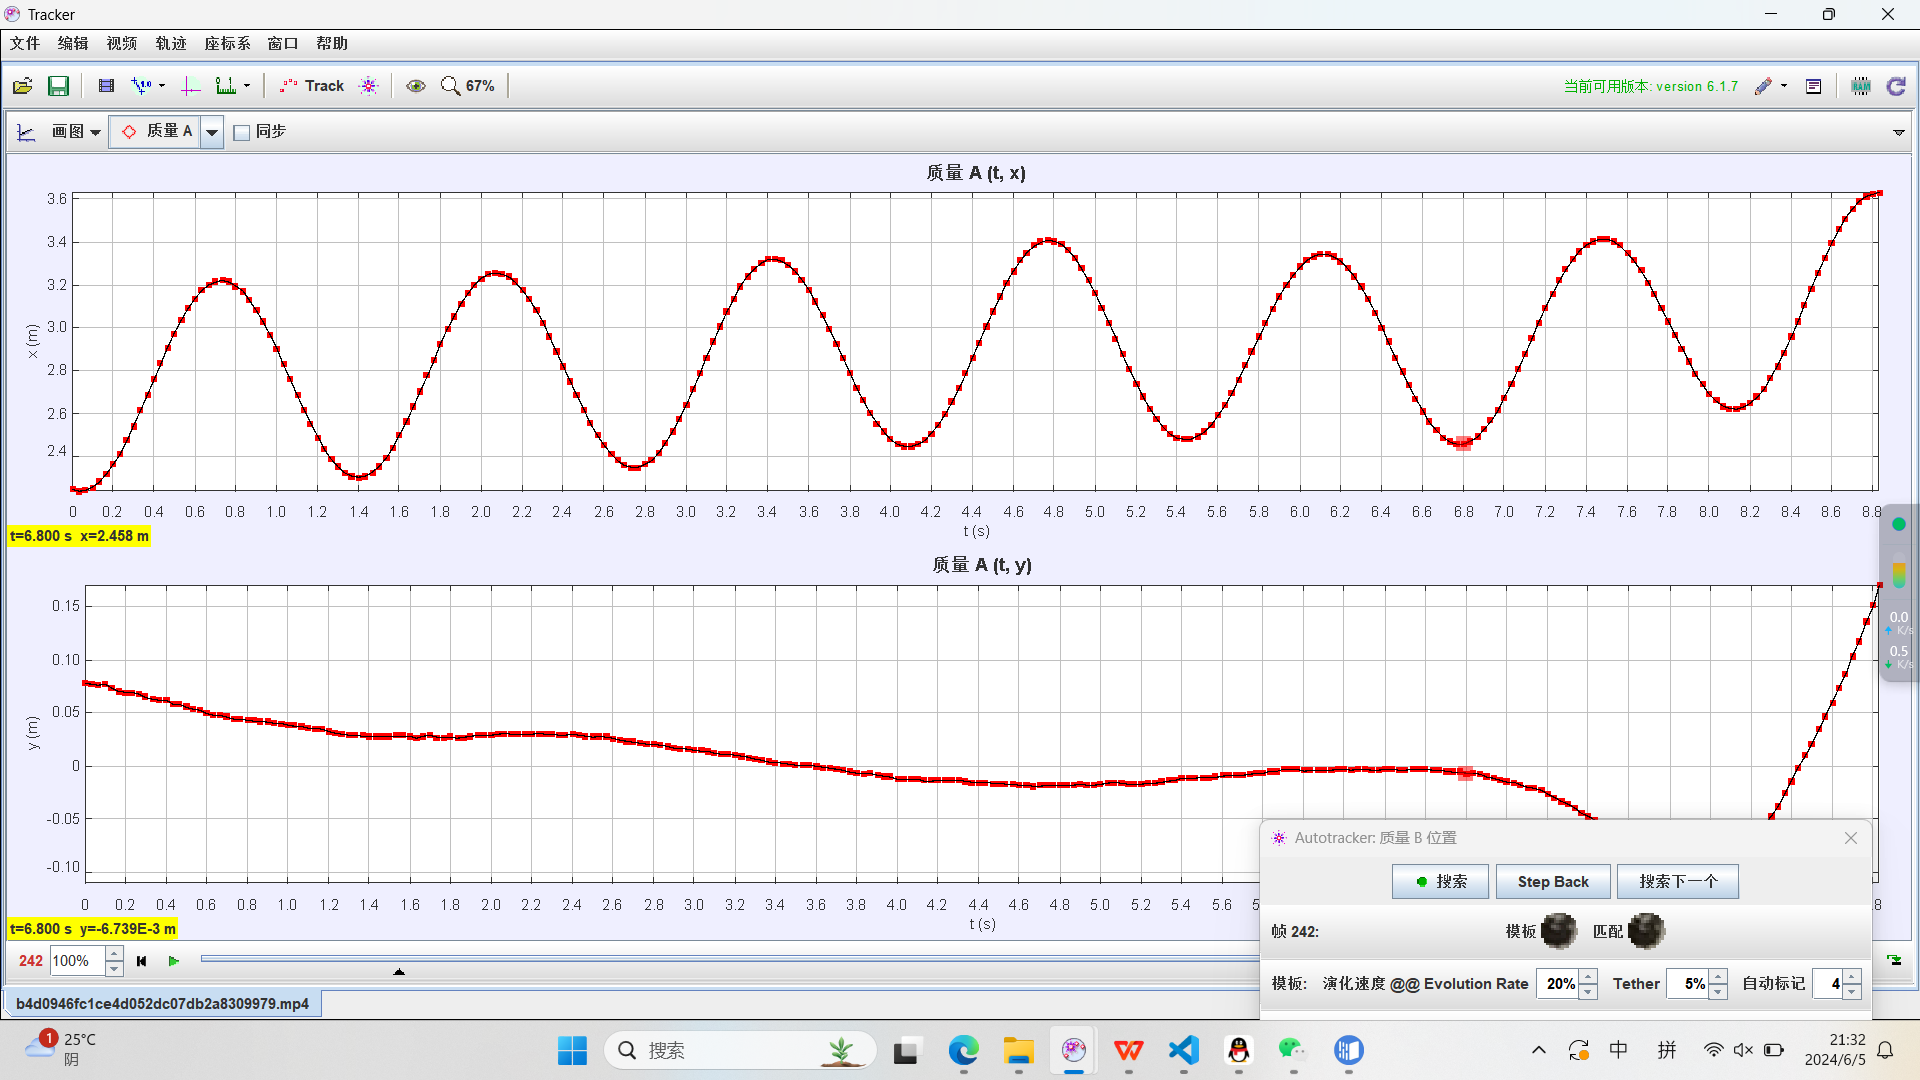 Tracker
文件 编辑 视频 轨迹 座标系 窗口 帮助
Track 67% 当前可用版本: version 6.1.7
画图 质量 A 同步
质量 A (t, x)
3.6
3.4
3.2
3.0
2.8
2.6
2.4
x (m)
0 0.2 0.4 0.6 0.8 1.0 1.2 1.4 1.6 1.8 2.0 2.2 2.4 2.6 2.8 3.0 3.2 3.4 3.6 3.8 4.0 4.2 4.4 4.6 4.8 5.0 5.2 5.4 5.6 5.8 6.0 6.2 6.4 6.6 6.8 7.0 7.2 7.4 7.6 7.8 8.0 8.2 8.4 8.6 8.8
t (s)
t=6.800 s x=2.458 m
质量 A (t, y)
0.15
0.10
0.05
0
-0.05
-0.10
y (m)
0 0.2 0.4 0.6 0.8 1.0 1.2 1.4 1.6 1.8 2.0 2.2 2.4 2.6 2.8 3.0 3.2 3.4 3.6 3.8 4.0 4.2 4.4 4.6 4.8 5.0 5.2 5.4 5.6
t (s)
t=6.800 s y=-6.739E-3 m
0.0
K/s
0.5
K/s
Autotracker: 质量 B 位置
搜索 Step Back 搜索下一个
帧 242: 模板 匹配
模板: 演化速度 @@ Evolution Rate 20% Tether 5% 自动标记 4
242 100%
b4d0946fc1ce4d052dc07db2a8309979.mp4
1 25°C
阴
搜索
中 拼
21:32
2024/6/5